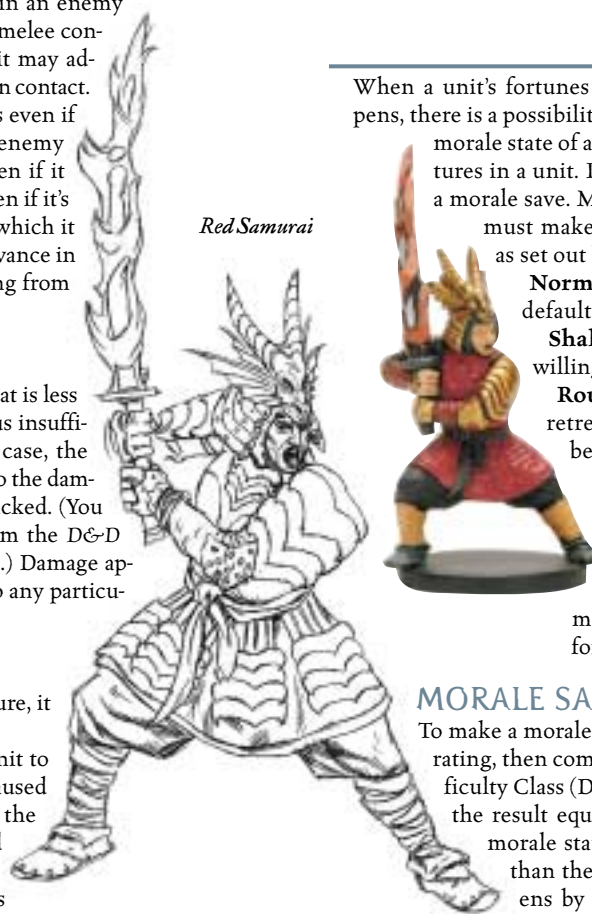 in an enemy
melee con-
it may ad-
n contact.
s even if
enemy
en if it
en if it's
which it
vance in
ng from
at is less
us insuffi-
case, the
o the dam-
cked. (You
m the D&D
.) Damage ap-
o any particu-
ure, it
nit to
used
the
s
Red Samurai
When a unit's fortunes
pens, there is a possibilit
morale state of a
tures in a unit. I
a morale save. M
must make
as set out
Norm
default
Shak
willing
Rou
retre
be
m
fo
MORALE SA
To make a morale
rating, then com
ficulty Class (D
the result equ
morale stat
than the
ens by